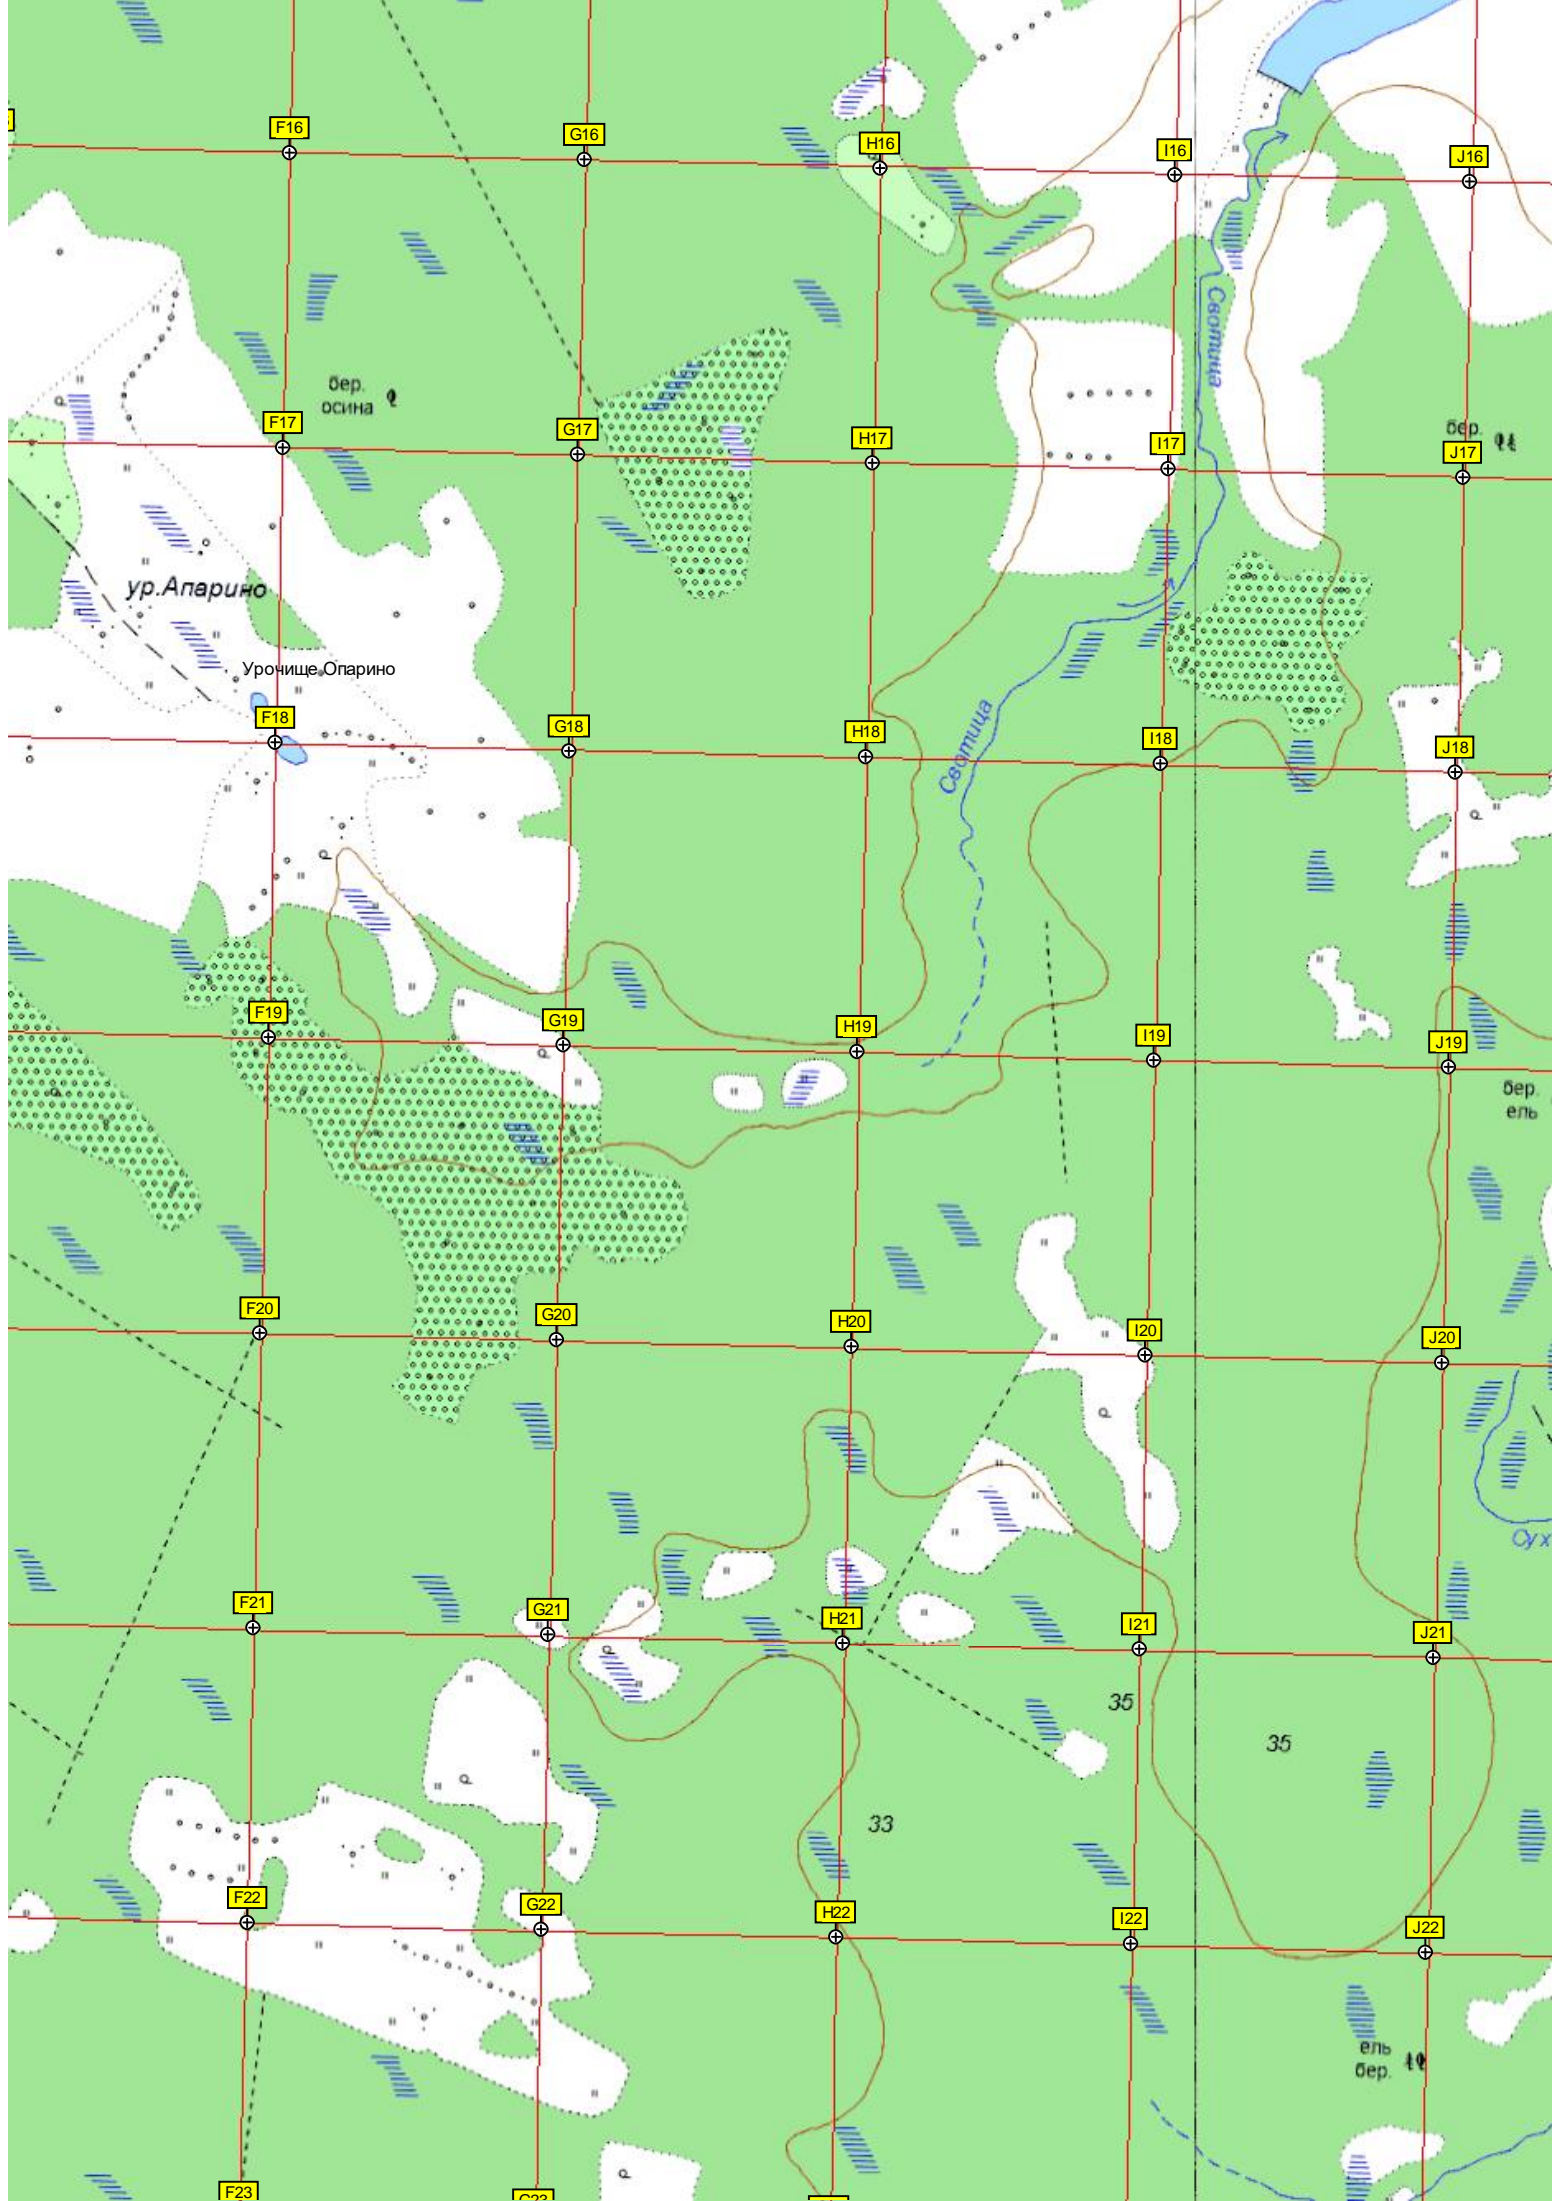 F16
G16
H16
I16
J16
Свотица
бер.
осина
F17
G17
H17
I17
бер.
J17
ур.Апарино
Урочище Опарино
F18
G18
H18
Свотица
I18
J18
F19
G19
H19
I19
J19
бер.
ель
F20
G20
H20
I20
J20
Сух
F21
G21
H21
I21
J21
35
35
33
F22
G22
H22
I22
J22
ель
бер.
F23